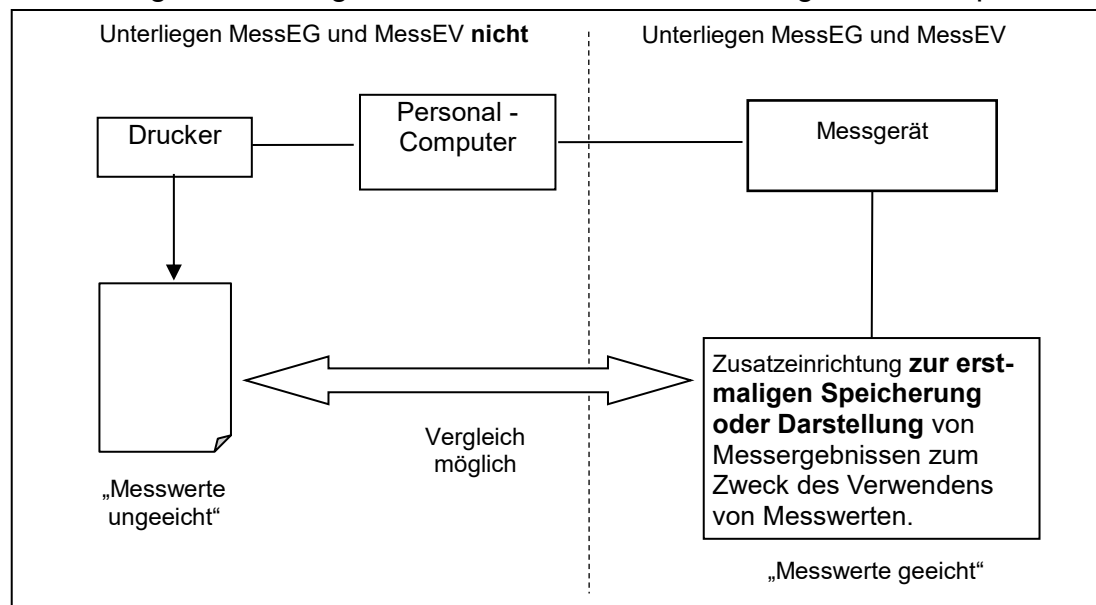 Unterliegen MessEG und MessEV nicht
Unterliegen MessEG und MessEV
Drucker
Personal -
Computer
Messgerät
Zusatzeinrichtung zur erst-
maligen Speicherung
oder Darstellung von
Messergebnissen zum
Zweck des Verwendens
von Messwerten.
Vergleich
möglich
„Messwerte
ungeeicht“
„Messwerte geeicht“